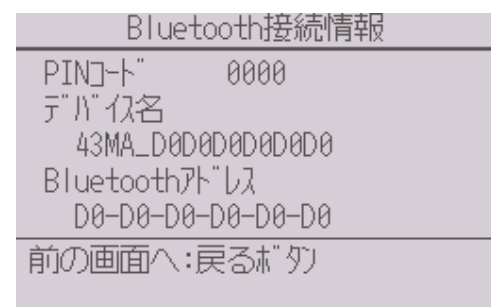 Bluetooth接続情報
PINｺｰﾄﾞ 0000
ﾃﾞﾊﾞｲｽ名
43MA_D0D0D0D0D0D0
Bluetoothｱﾄﾞﾚｽ
D0-D0-D0-D0-D0-D0
前の画面へ:戻るﾎﾞﾀﾝ